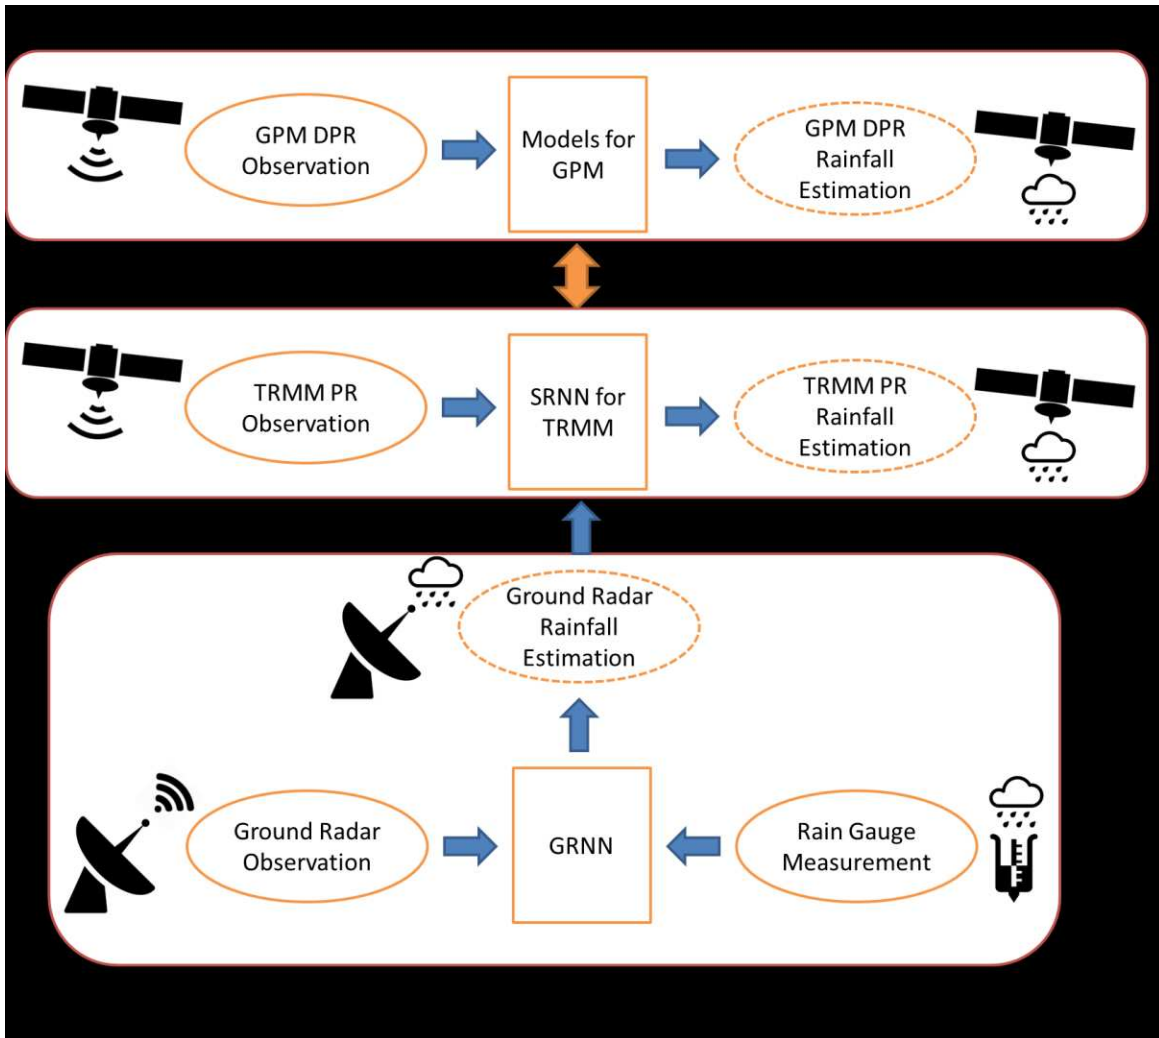 GPM DPR
Observation
Models for
GPM
GPM DPR
Rainfall
Estimation
TRMM PR
Observation
SRNN for
TRMM
TRMM PR
Rainfall
Estimation
Ground Radar
Rainfall
Estimation
Ground Radar
Observation
GRNN
Rain Gauge
Measurement